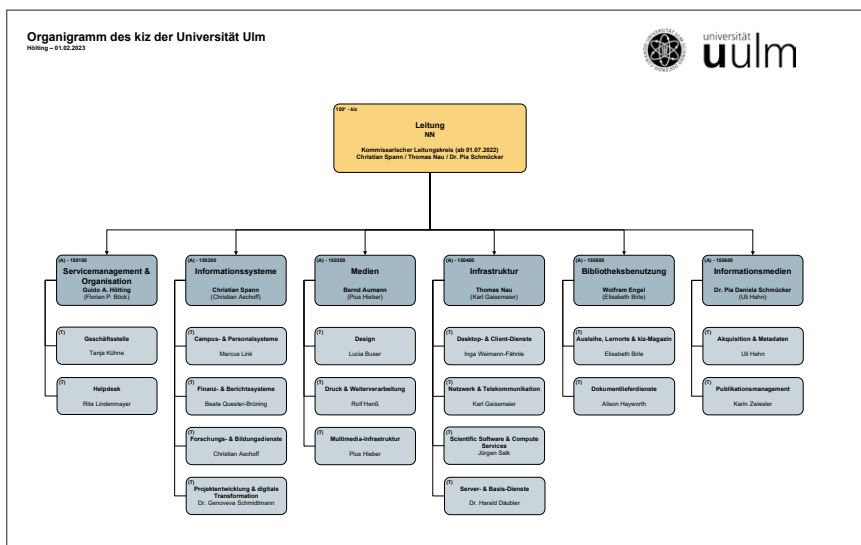 Organigramm des kiz der Universität Ulm
Hölting – 01.02.2023
universität
uulm
150* - kiz
Leitung
NN
Kommissarischer Leitungskreis (ab 01.07.2022)
Christian Spann / Thomas Nau / Dr. Pia Schmücker
(A) - 150100
Servicemanagement &
Organisation
Guido A. Hölting
(Florian P. Böck)
(T)
Geschäftsstelle
Tanja Kühne
(T)
Helpdesk
Rita Lindenmayer
(A) - 150200
Informationssysteme
Christian Spann
(Christian Aschoff)
(T)
Campus- & Personalsysteme
Marcus Link
(T)
Finanz- & Berichtssysteme
Beate Quester-Brüning
(T)
Forschungs- & Bildungsdienste
Christian Aschoff
(T)
Projektentwicklung & digitale
Transformation
Dr. Genoveva Schmidtmann
(A) - 150300
Medien
Bernd Aumann
(Pius Hieber)
(T)
Design
Lucia Buser
(T)
Druck & Weiterverarbeitung
Rolf Henß
(T)
Multimedia-Infrastruktur
Pius Hieber
(A) - 150400
Infrastruktur
Thomas Nau
(Karl Gaissmaier)
(T)
Desktop- & Client-Dienste
Inga Weimann-Fähnle
(T)
Netzwerk & Telekommunikation
Karl Gaissmaier
(T)
Scientific Software & Compute
Services
Jürgen Salk
(T)
Server- & Basis-Dienste
Dr. Harald Däubler
(A) - 150500
Bibliotheksbenutzung
Wolfram Engel
(Elisabeth Birle)
(T)
Ausleihe, Lernorte & kiz-Magazin
Elisabeth Birle
(T)
Dokumentlieferdienste
Alison Hayworth
(A) - 150600
Informationsmedien
Dr. Pia Daniela Schmücker
(Uli Hahn)
(T)
Akquisition & Metadaten
Uli Hahn
(T)
Publikationsmanagement
Karin Zwiesler